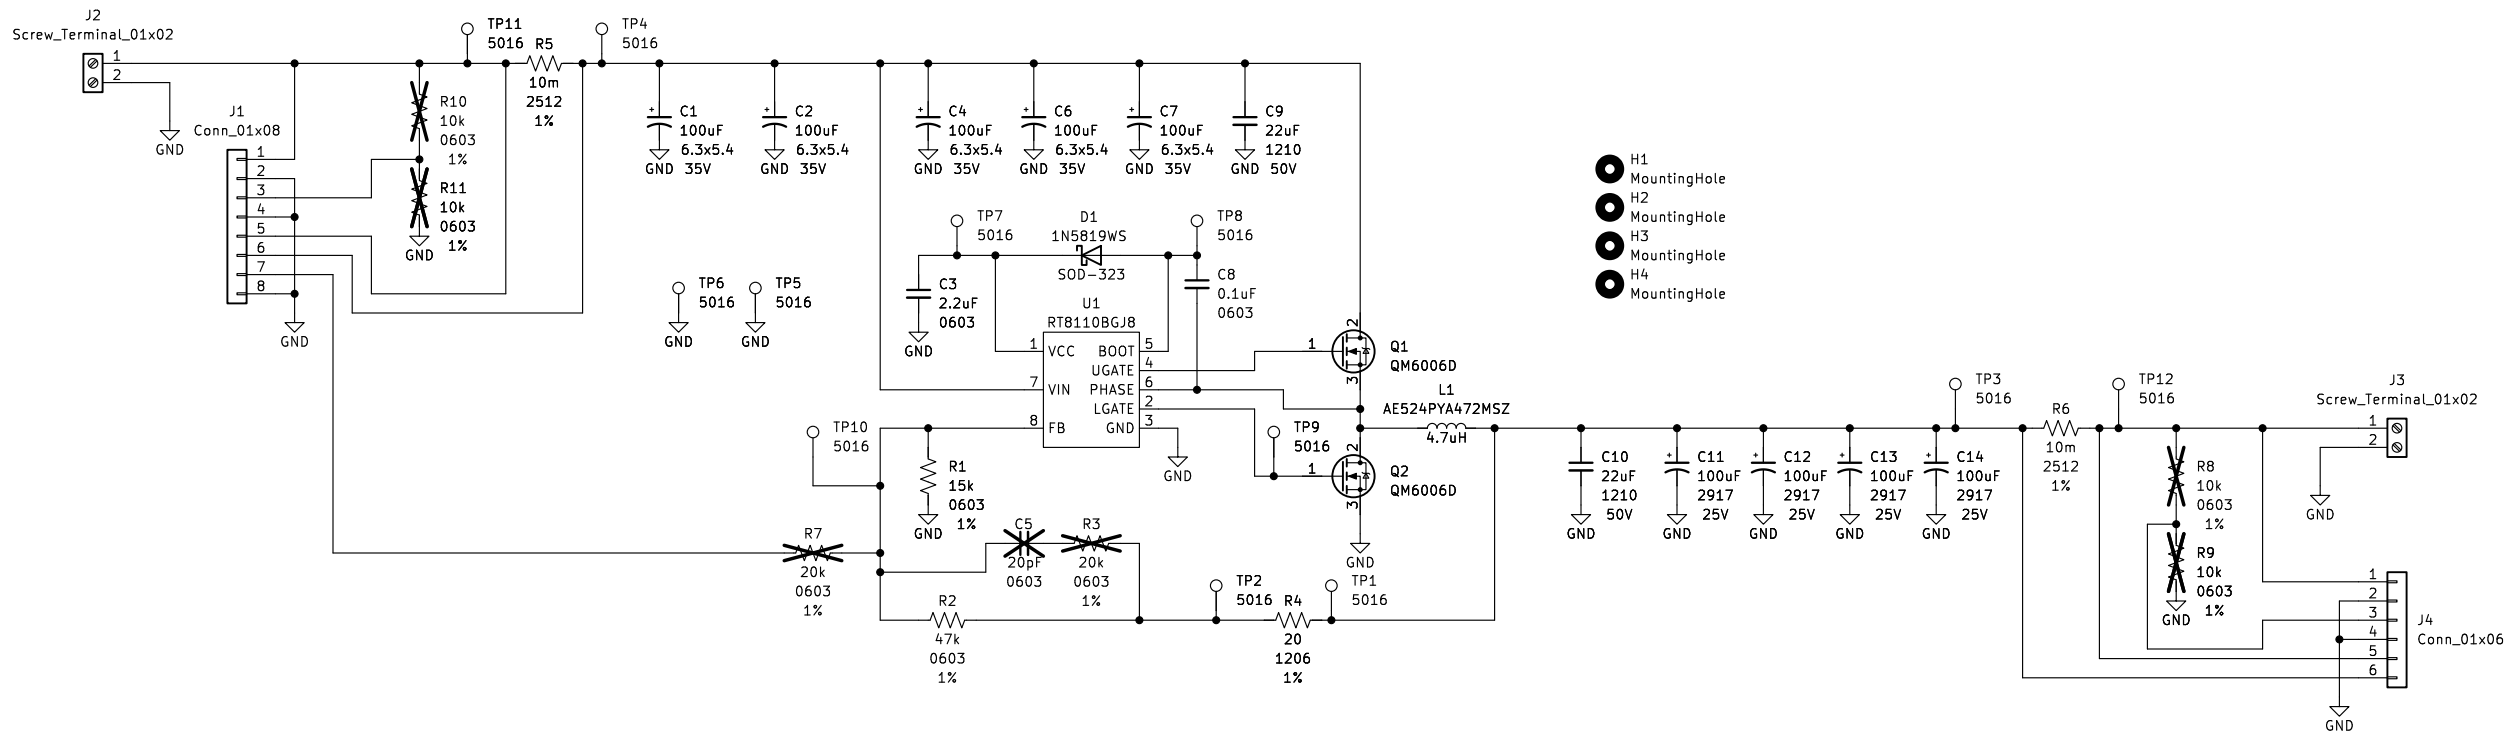 J2
Screw_Terminal_01x02
1
2
GND
J1
Conn_01x08
1
2
3
4
5
6
7
8
GND
R10
10k
0603
1%
R11
10k
0603
1%
GND
TP11
5016
R5
10m
2512
1%
TP4
5016
C1
100uF
6.3x5.4
GND 35V
C2
100uF
6.3x5.4
GND 35V
C4
100uF
6.3x5.4
GND 35V
C6
100uF
6.3x5.4
GND 35V
C7
100uF
6.3x5.4
GND 35V
C9
22uF
1210
GND 50V
H1
MountingHole
H2
MountingHole
H3
MountingHole
H4
MountingHole
TP6
5016
GND
TP5
5016
GND
TP7
5016
D1
1N5819WS
SOD-323
TP8
5016
C3
2.2uF
0603
GND
C8
0.1uF
0603
U1
RT8110BGJ8
1 VCC
7 VIN
8 FB
BOOT 5
UGATE 4
PHASE 6
LGATE 2
GND 3
GND
2
1
3
Q1
QM6006D
L1
AE524PYA472MSZ
4.7uH
TP9
5016
2
1
3
Q2
QM6006D
GND
TP10
5016
R1
15k
0603
1%
GND
R7
20k
0603
1%
C5
20pF
0603
R3
20k
0603
1%
R2
47k
0603
1%
TP2
5016
R4
20
1206
1%
TP1
5016
C10
22uF
1210
50V
GND
C11
100uF
2917
25V
GND
C12
100uF
2917
25V
GND
C13
100uF
2917
25V
GND
C14
100uF
2917
25V
GND
TP3
5016
R6
10m
2512
1%
TP12
5016
R8
10k
0603
1%
R9
10k
0603
1%
GND
J3
Screw_Terminal_01x02
1
2
GND
1
2
3
4
5
6
J4
Conn_01x06
GND